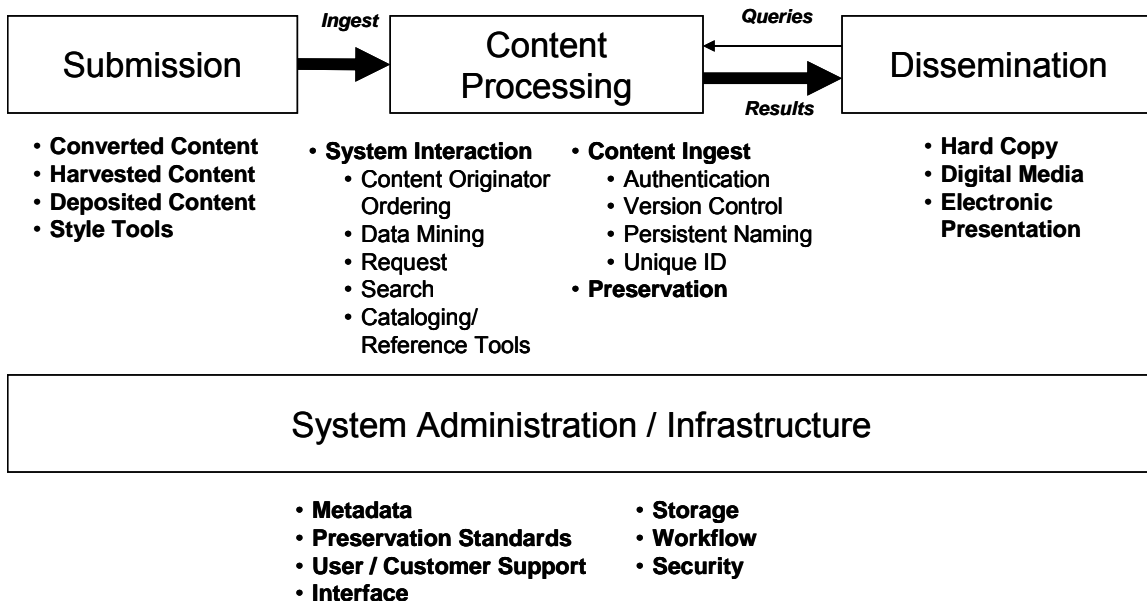 Ingest
Queries
Submission
Content
Processing
Dissemination
Results
• Converted Content
• Harvested Content
• Deposited Content
• Style Tools
• System Interaction
• Content Originator
Ordering
• Data Mining
• Request
• Search
• Cataloging/
Reference Tools
• Content Ingest
• Authentication
• Version Control
• Persistent Naming
• Unique ID
• Preservation
• Hard Copy
• Digital Media
• Electronic
Presentation
System Administration / Infrastructure
• Metadata
• Preservation Standards
• User / Customer Support
• Interface
• Storage
• Workflow
• Security